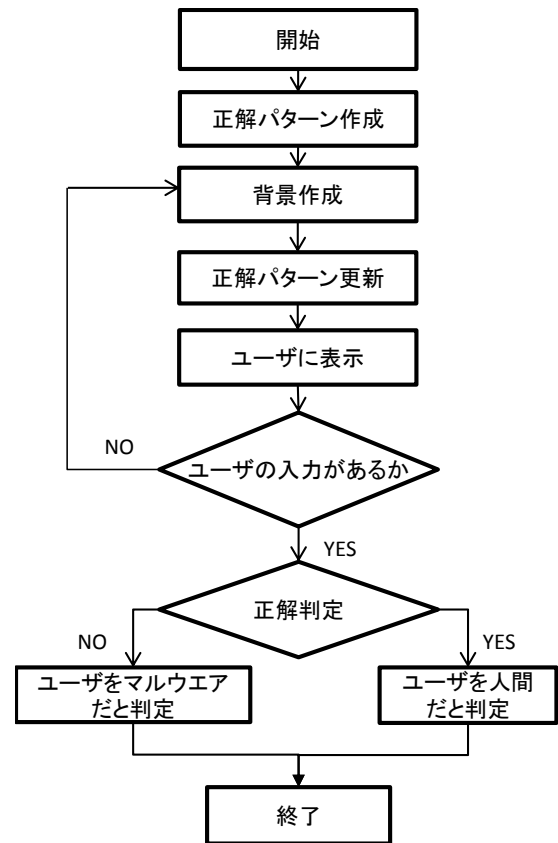 開始
正解パターン作成
背景作成
正解パターン更新
ユーザに表示
NO
ユーザの入力があるか
YES
正解判定
NO
YES
ユーザをマルウエア
だと判定
ユーザを人間
だと判定
終了